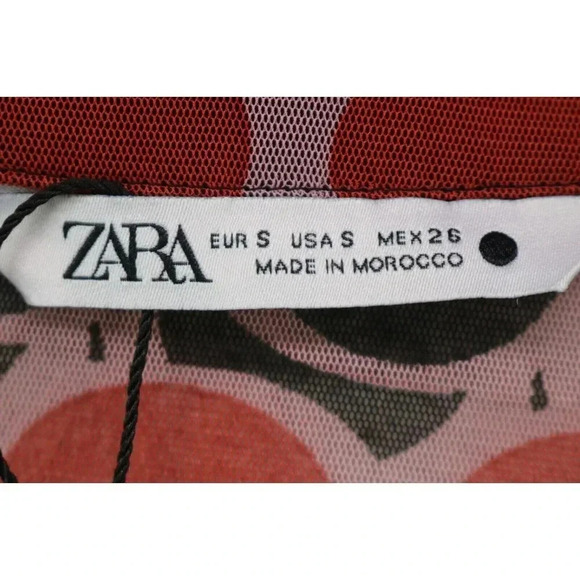 ZARA
EUR S USA S MEX 26
MADE IN MOROCCO